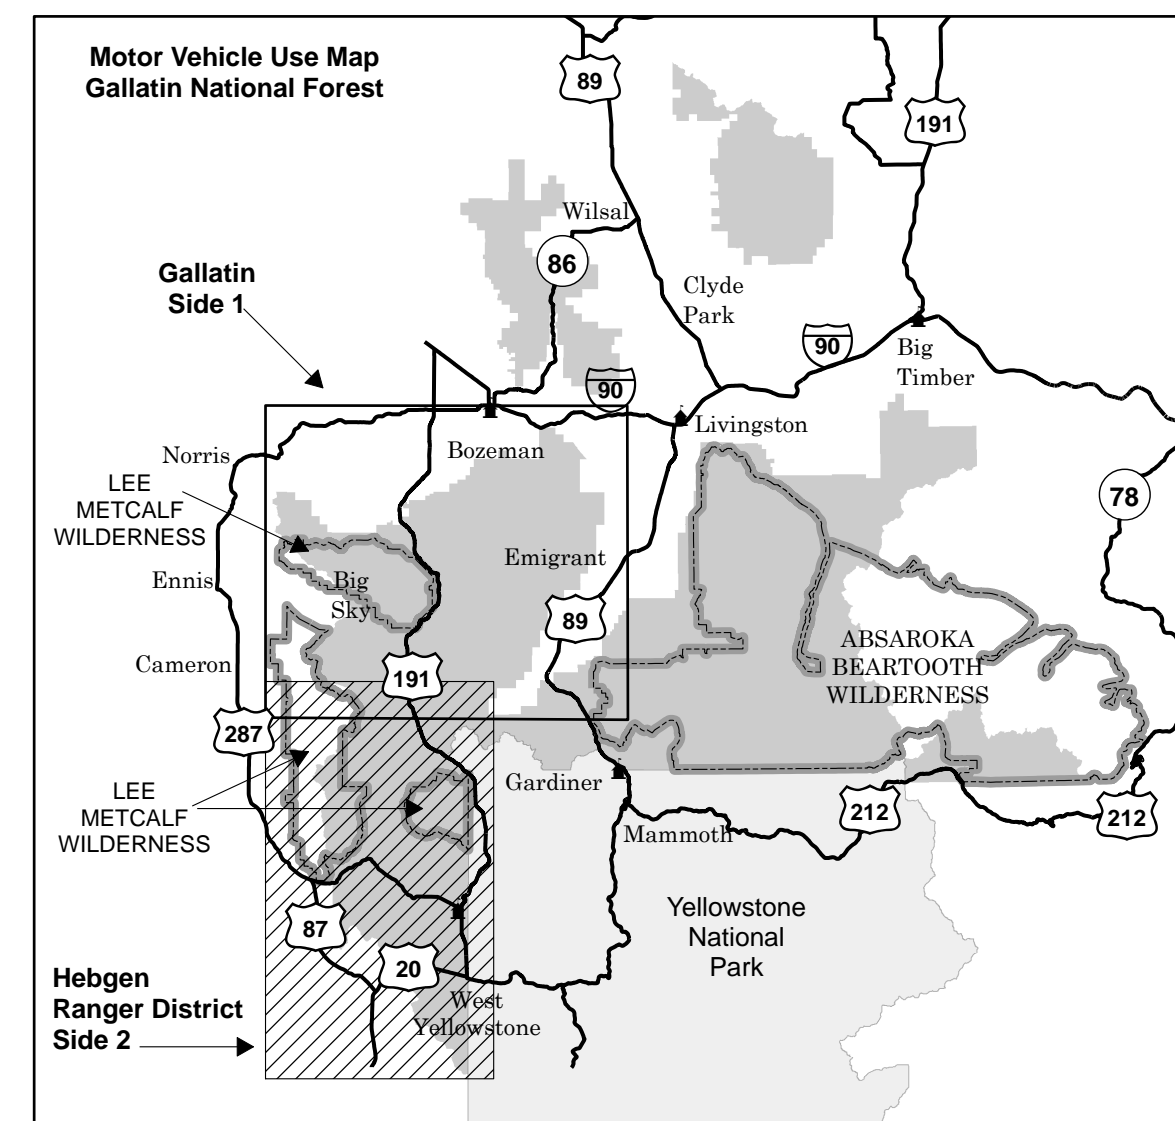 Motor Vehicle Use Map
Gallatin National Forest
89
191
Wilsal
86
Gallatin
Side 1
Clyde
Park
90
Big
Timber
90
Livingston
Bozeman
Norris
LEE
METCALF
WILDERNESS
78
Emigrant
Ennis
Big
Sky
89
ABSAROKA
BEARTOOTH
WILDERNESS
Cameron
191
287
Gardiner
LEE
METCALF
WILDERNESS
212
212
Mammoth
Yellowstone
National
Park
87
20
Hebgen
Ranger District
Side 2
West
Yellowstone